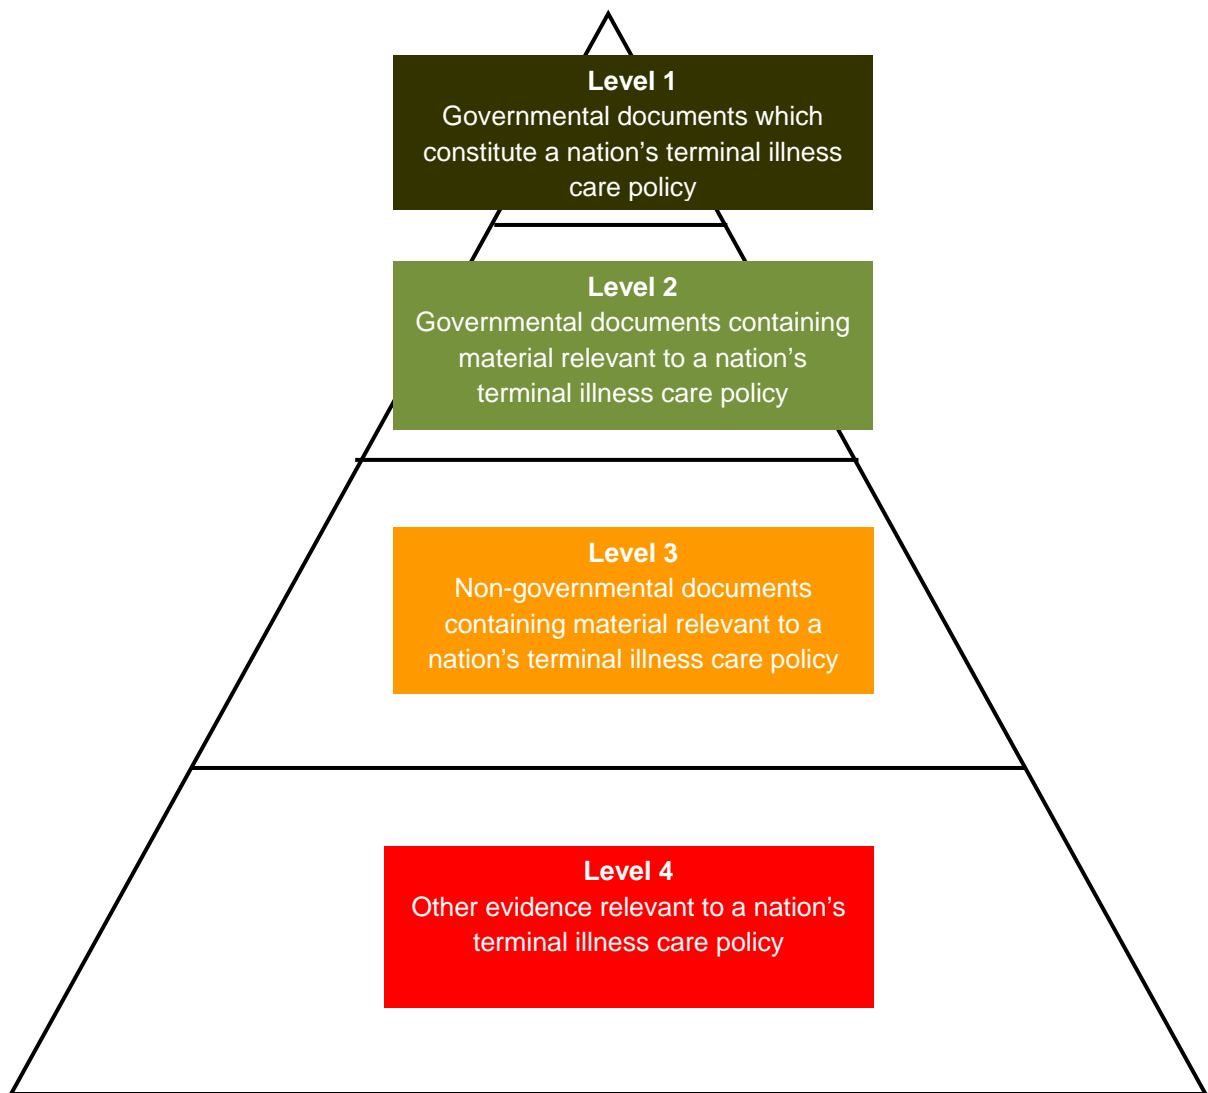 Level 1
Governmental documents which
constitute a nation’s terminal illness
care policy
Level 2
Governmental documents containing
material relevant to a nation’s
terminal illness care policy
Level 3
Non-governmental documents
containing material relevant to a
nation’s terminal illness care policy
Level 4
Other evidence relevant to a nation’s
terminal illness care policy